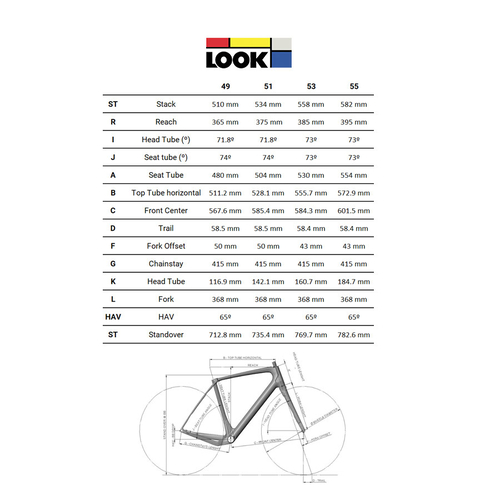 LOOK
49 51 53 55
ST Stack 510 mm 534 mm 558 mm 582 mm
R Reach 365 mm 375 mm 385 mm 395 mm
I Head Tube (º) 71.8º 71.8º 73º 73º
J Seat tube (º) 74º 74º 73º 73º
A Seat Tube 480 mm 504 mm 530 mm 554 mm
B Top Tube horizontal 511.2 mm 528.1 mm 555.7 mm 572.9 mm
C Front Center 567.6 mm 585.4 mm 584.3 mm 601.5 mm
D Trail 58.5 mm 58.5 mm 58.4 mm 58.4 mm
F Fork Offset 50 mm 50 mm 43 mm 43 mm
G Chainstay 415 mm 415 mm 415 mm 415 mm
K Head Tube 116.9 mm 142.1 mm 160.7 mm 184.7 mm
L Fork 368 mm 368 mm 368 mm 368 mm
HAV HAV 65º 65º 65º 65º
ST Standover 712.8 mm 735.4 mm 769.7 mm 782.6 mm
B - TOP TUBE HORIZONTAL
REACH
D - TRAIL